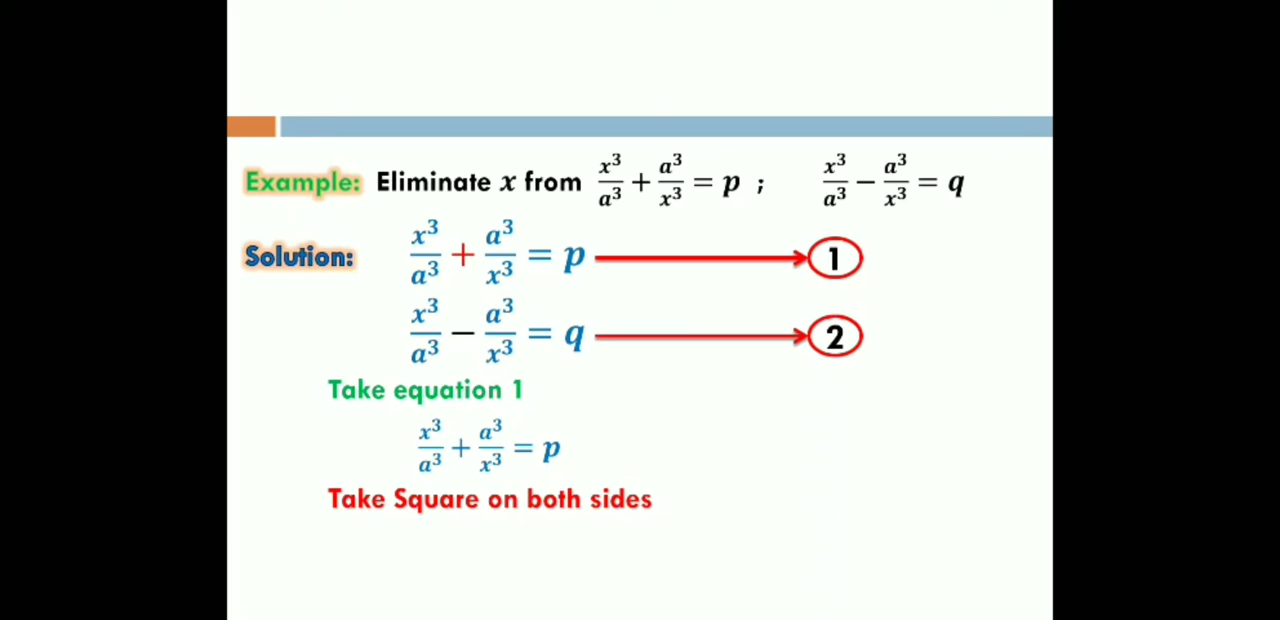 Example: Eliminate x from x³/a³ + a³/x³ = p ; x³/a³ − a³/x³ = q
Solution: x³/a³ + a³/x³ = p 1
x³/a³ − a³/x³ = q 2
Take equation 1
x³/a³ + a³/x³ = p
Take Square on both sides